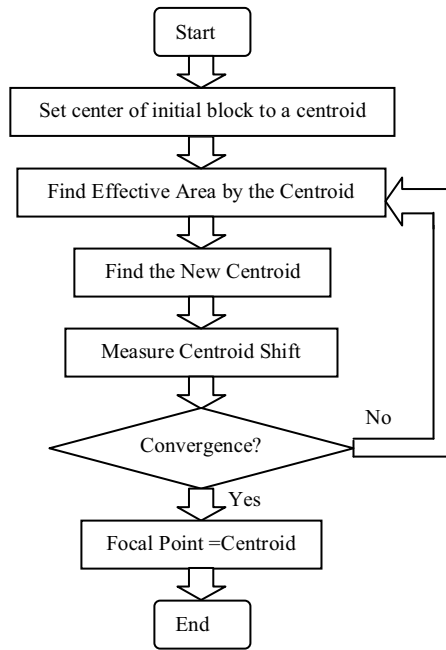 Start
Set center of initial block to a centroid
Find Effective Area by the Centroid
Find the New Centroid
Measure Centroid Shift
No
Convergence?
Yes
Focal Point =Centroid
End